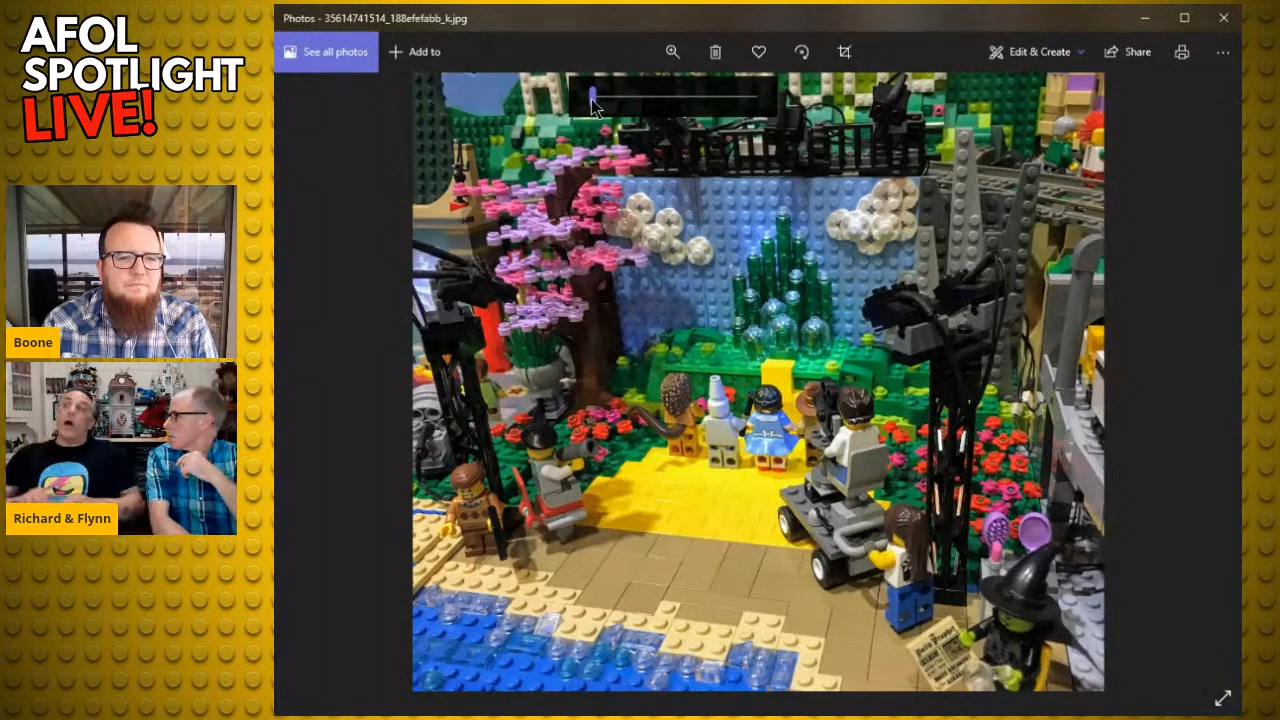 AFOL
SPOTLIGHT
LIVE!
Photos - 35614741514_188efefabb_k.jpg
See all photos
Add to
Edit & Create
Share
Boone
Richard & Flynn